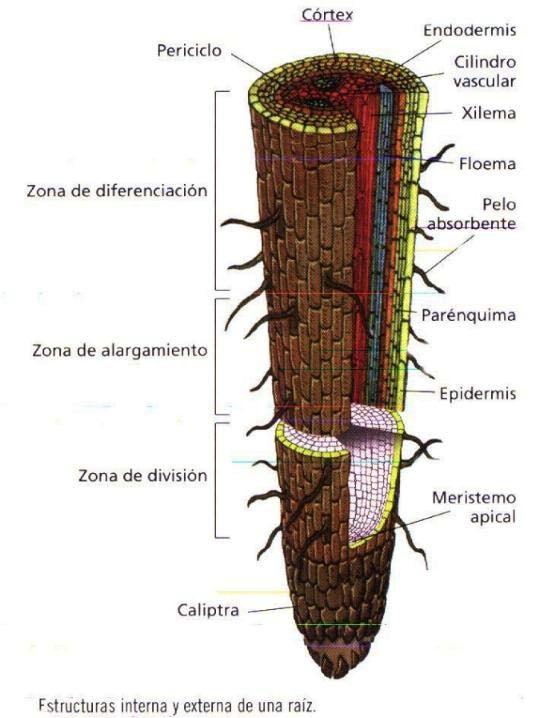 Córtex
Endodermis
Periciclo
Cilindro
vascular
Xilema
Floema
Zona de diferenciación
Pelo
absorbente
Parénquima
Zona de alargamiento
Epidermis
Zona de división
Meristemo
apical
Caliptra
Estructuras interna y externa de una raíz.